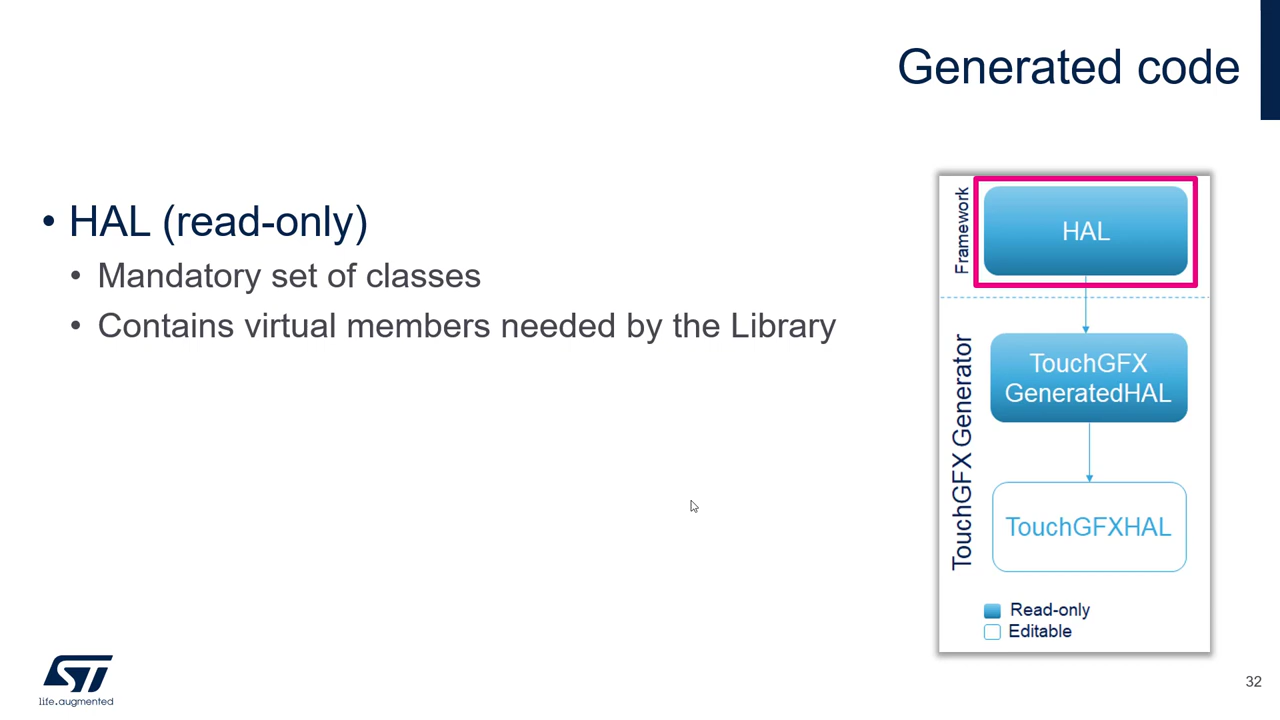 Generated code
• HAL (read-only)
• Mandatory set of classes
• Contains virtual members needed by the Library
Framework
HAL
TouchGFX Generator
TouchGFX
GeneratedHAL
TouchGFXHAL
Read-only
Editable
ST
life.augmented
32